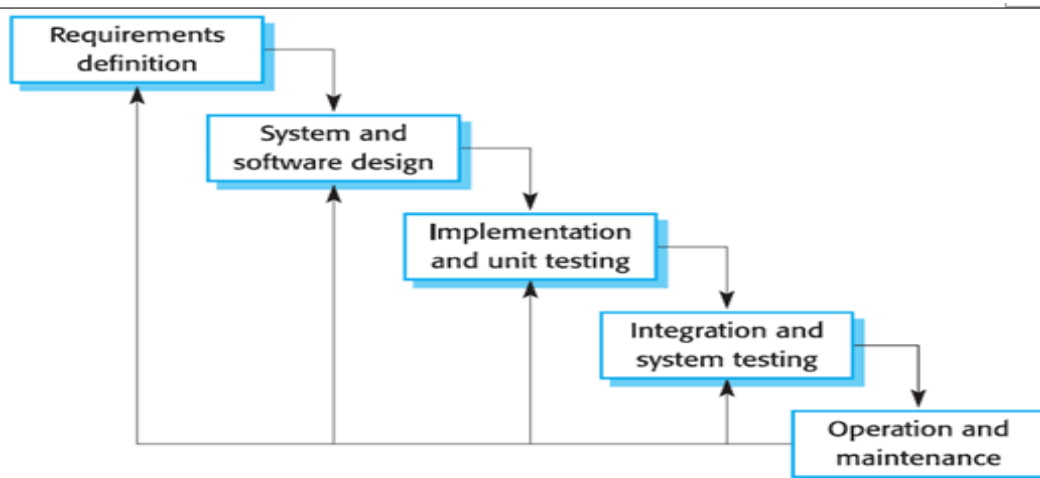 Requirements
definition
System and
software design
Implementation
and unit testing
Integration and
system testing
Operation and
maintenance